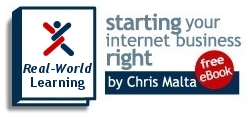 Real-World
Learning
starting your
internet business
right
by Chris Malta
free
eBook